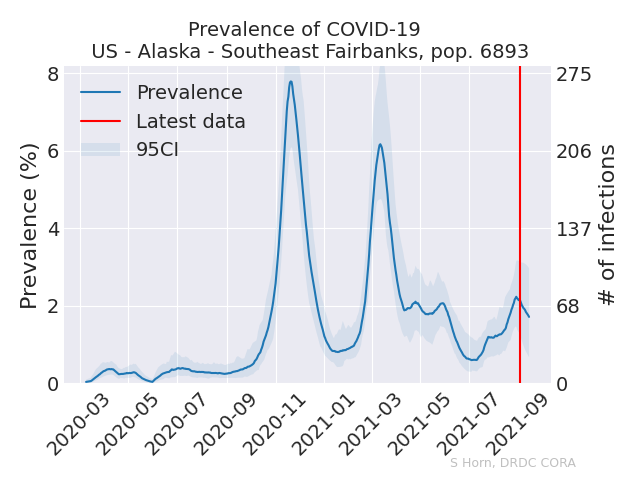 Prevalence of COVID-19
US - Alaska - Southeast Fairbanks, pop. 6893
Prevalence
Latest data
95CI
Prevalence (%)
8
6
4
2
0
275
206
137
68
0
# of infections
2020-03
2020-05
2020-07
2020-09
2020-11
2021-01
2021-03
2021-05
2021-07
2021-09
S Horn, DRDC CORA